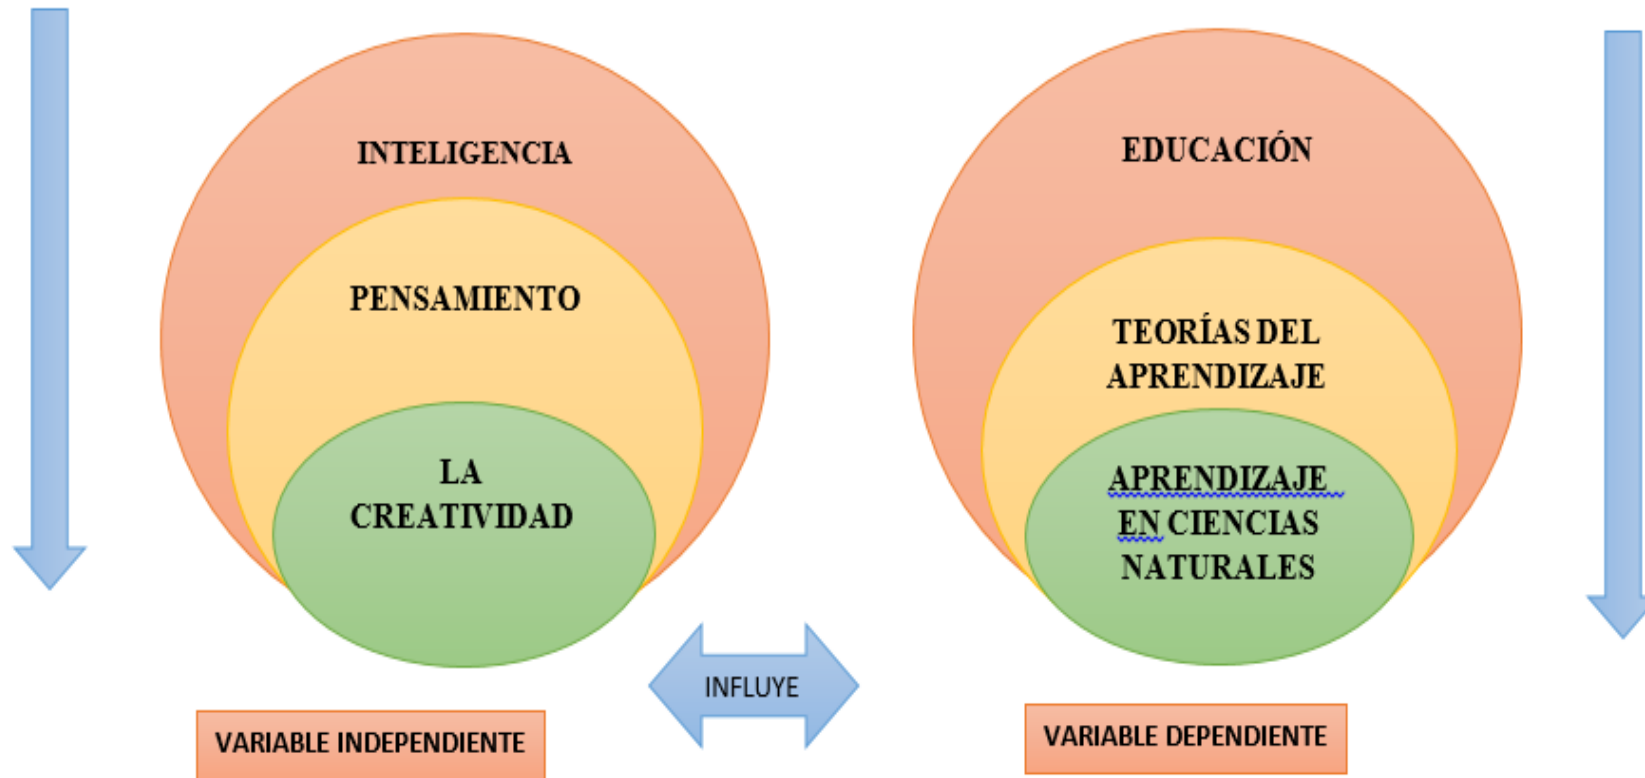 INTELIGENCIA
PENSAMIENTO
LA
CREATIVIDAD
EDUCACIÓN
TEORÍAS DEL
APRENDIZAJE
APRENDIZAJE
EN CIENCIAS
NATURALES
INFLUYE
VARIABLE INDEPENDIENTE
VARIABLE DEPENDIENTE